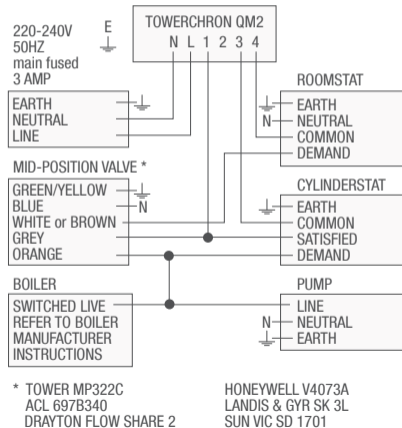 220-240V
50HZ
main fused
3 AMP
E
TOWERCHRON QM2
N L 1 2 3 4
EARTH
NEUTRAL
LINE
ROOMSTAT
EARTH
N NEUTRAL
COMMON
DEMAND
MID-POSITION VALVE *
GREEN/YELLOW
BLUE N
WHITE or BROWN
GREY
ORANGE
CYLINDERSTAT
EARTH
COMMON
SATISFIED
DEMAND
BOILER
SWITCHED LIVE
REFER TO BOILER
MANUFACTURER
INSTRUCTIONS
PUMP
LINE
N NEUTRAL
EARTH
* TOWER MP322C
ACL 697B340
DRAYTON FLOW SHARE 2
HONEYWELL V4073A
LANDIS & GYR SK 3L
SUN VIC SD 1701